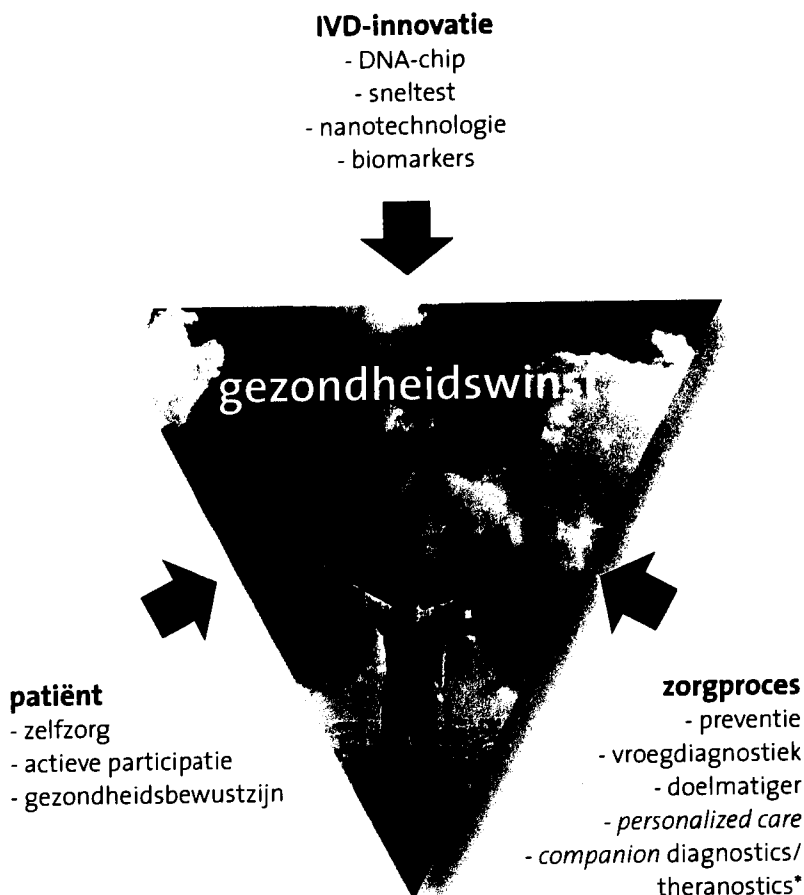 IVD-innovatie
- DNA-chip
- sneltest
- nanotechnologie
- biomarkers
gezondheidswinst
patiënt
- zelfzorg
- actieve participatie
- gezondheidsbewustzijn
zorgproces
- preventie
- vroegdiagnostiek
- doelmatiger
- personalized care
- companion diagnostics/
theranostics*